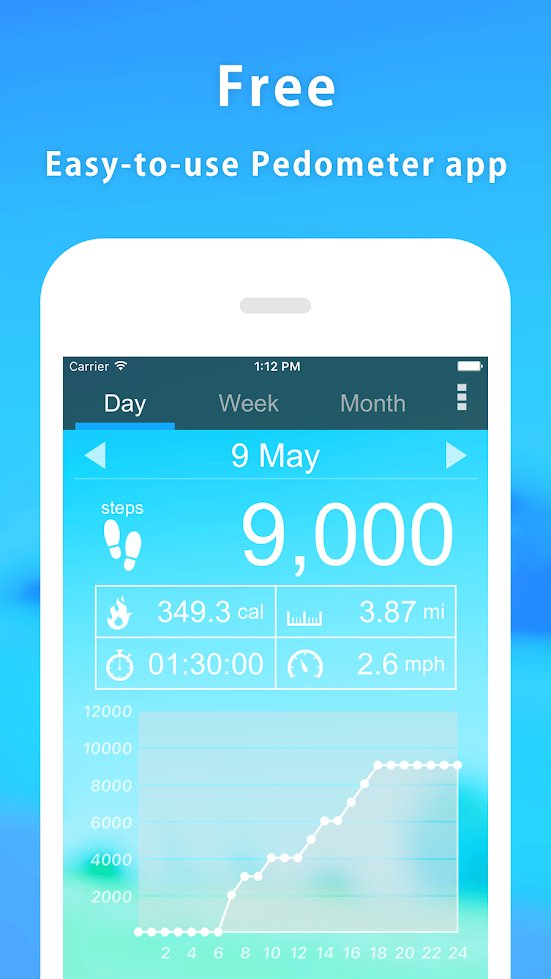 Free
Easy-to-use Pedometer app
Carrier 1:12 PM
Day Week Month
9 May
steps
9,000
349.3 cal 3.87 mi
01:30:00 2.6 mph
12000
10000
8000
6000
4000
2000
2 4 6 8 10 12 14 16 18 20 22 24